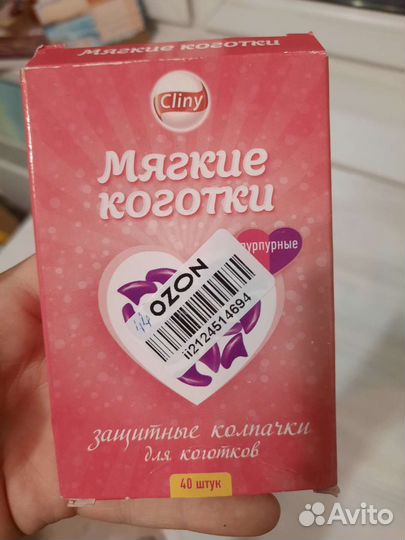 Мягкие коготки
Cliny
Мягкие
коготки
пурпурные
OZON
ii2124514694
защитные колпачки
для коготков
40 штук
Avito